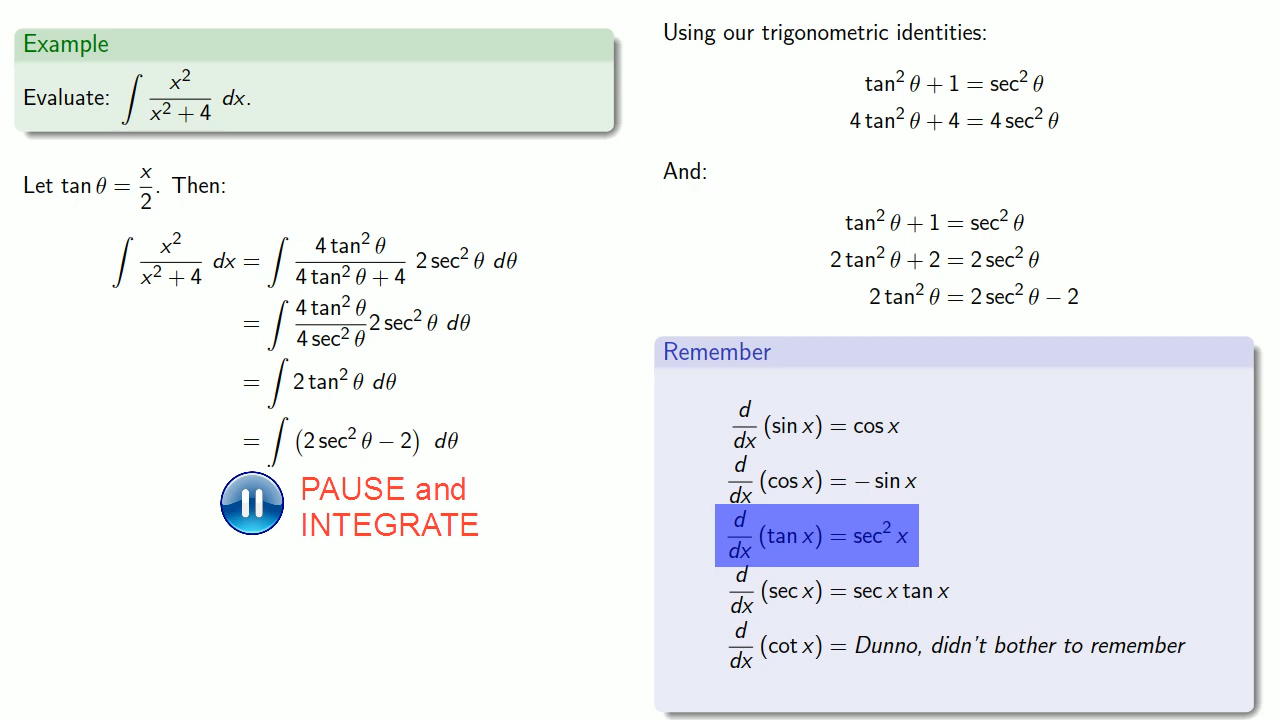 Example
Evaluate: ∫ x²/(x² + 4) dx.
Let tan θ = x/2. Then:
∫ x²/(x² + 4) dx = ∫ 4 tan² θ/(4 tan² θ + 4) 2 sec² θ dθ
= ∫ 4 tan² θ/(4 sec² θ) 2 sec² θ dθ
= ∫ 2 tan² θ dθ
= ∫ (2 sec² θ − 2) dθ
PAUSE and
INTEGRATE
Using our trigonometric identities:
tan² θ + 1 = sec² θ
4 tan² θ + 4 = 4 sec² θ
And:
tan² θ + 1 = sec² θ
2 tan² θ + 2 = 2 sec² θ
2 tan² θ = 2 sec² θ − 2
Remember
d/dx (sin x) = cos x
d/dx (cos x) = − sin x
d/dx (tan x) = sec² x
d/dx (sec x) = sec x tan x
d/dx (cot x) = Dunno, didn't bother to remember